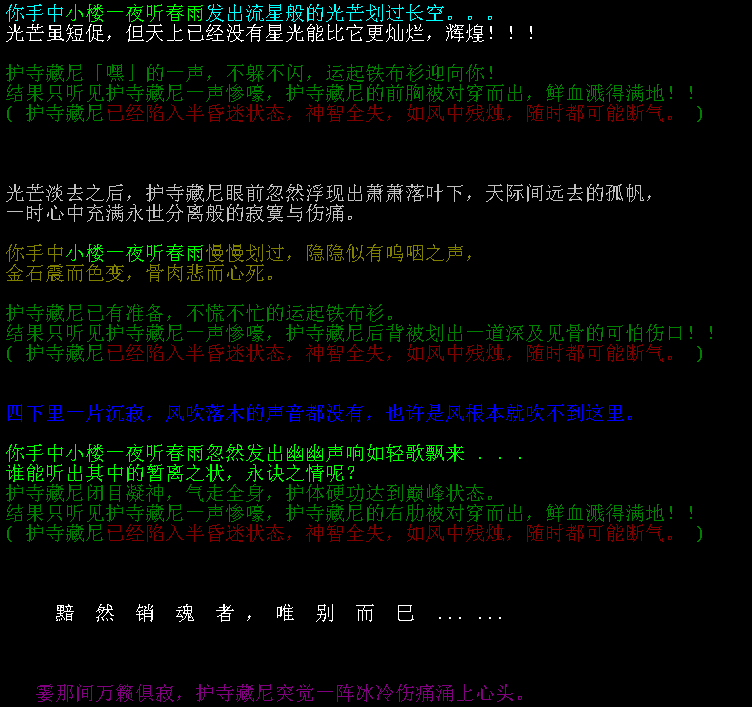 你手中小楼一夜听春雨发出流星般的光芒划过长空。。。
光芒虽短促，但天上已经没有星光能比它更灿烂，辉煌！！！
护寺藏尼「嘿」的一声，不躲不闪，运起铁布衫迎向你！
结果只听见护寺藏尼一声惨嚎，护寺藏尼的前胸被对穿而出，鲜血溅得满地！！
( 护寺藏尼已经陷入半昏迷状态，神智全失，如风中残烛，随时都可能断气。 )
光芒淡去之后，护寺藏尼眼前忽然浮现出萧萧落叶下，天际间远去的孤帆，
一时心中充满永世分离般的寂寞与伤痛。
你手中小楼一夜听春雨慢慢划过，隐隐似有呜咽之声，
金石震而色变，骨肉悲而心死。
护寺藏尼已有准备，不慌不忙的运起铁布衫。
结果只听见护寺藏尼一声惨嚎，护寺藏尼后背被划出一道深及见骨的可怕伤口！！
( 护寺藏尼已经陷入半昏迷状态，神智全失，如风中残烛，随时都可能断气。 )
四下里一片沉寂．风吹落木的声音都没有．也许是风根本就吹不到这里。
你手中小楼一夜听春雨忽然发出幽幽声响如轻歌飘来 . . .
谁能听出其中的暂离之状，永诀之情呢？
护寺藏尼闭目凝神，气走全身，护体硬功达到巅峰状态。
结果只听见护寺藏尼一声惨嚎，护寺藏尼的右肋被对穿而出，鲜血溅得满地！！
( 护寺藏尼已经陷入半昏迷状态，神智全失，如风中残烛，随时都可能断气。 )
黯 然 销 魂 者 ， 唯 别 而 已 ... ...
霎那间万籁俱寂，护寺藏尼突觉一阵冰冷伤痛涌上心头。